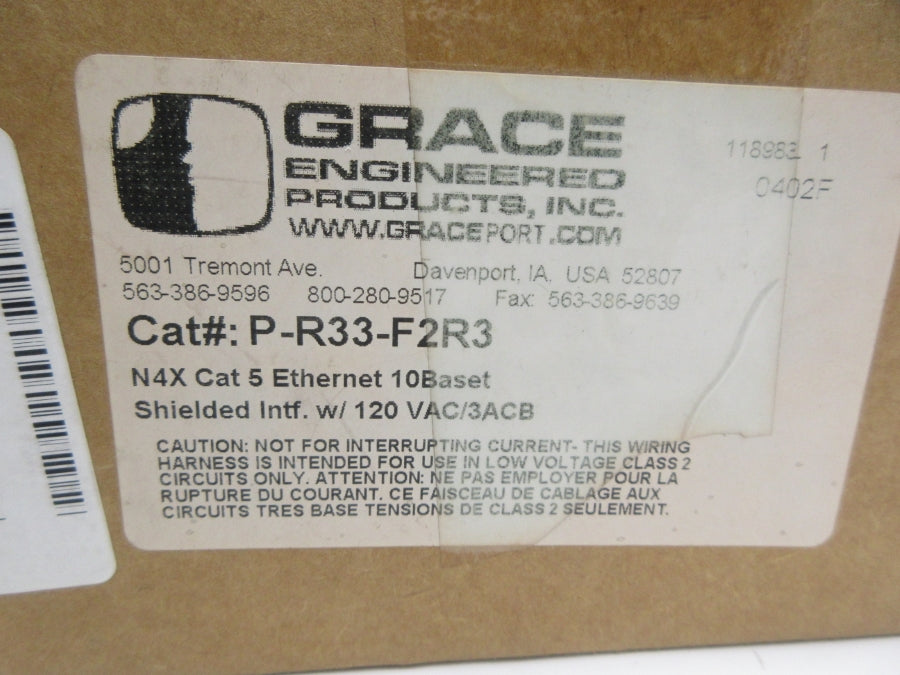 GRACE
ENGINEERED
PRODUCTS, INC.
WWW.GRACEPORT.COM
118983 1
0402F
5001 Tremont Ave. Davenport, IA. USA 52807
563-386-9596 800-280-9517 Fax: 563-386-9639
Cat#: P-R33-F2R3
N4X Cat 5 Ethernet 10Baset
Shielded Intf. w/ 120 VAC/3ACB
CAUTION: NOT FOR INTERRUPTING CURRENT- THIS WIRING
HARNESS IS INTENDED FOR USE IN LOW VOLTAGE CLASS 2
CIRCUITS ONLY. ATTENTION: NE PAS EMPLOYER POUR LA
RUPTURE DU COURANT. CE FAISCEAU DE CABLAGE AUX
CIRCUITS TRES BASE TENSIONS DE CLASS 2 SEULEMENT.